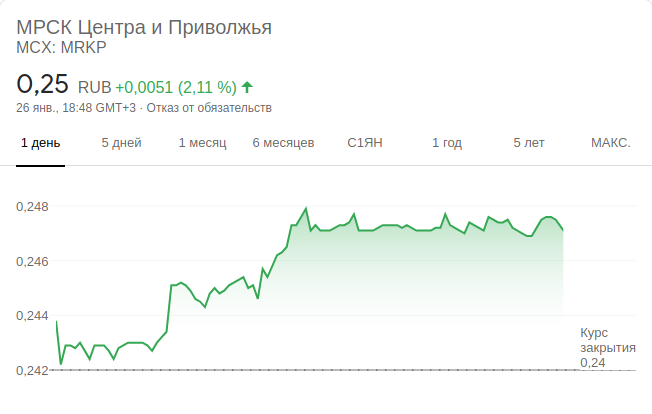 МРСК Центра и Приволжья
MCX: MRKP
0,25 RUB +0,0051 (2,11 %)
26 янв., 18:48 GMT+3 · Отказ от обязательств
1 день 5 дней 1 месяц 6 месяцев С1ЯН 1 год 5 лет МАКС.
0,248
0,246
0,244
Курс
закрытия
0,24
0,242